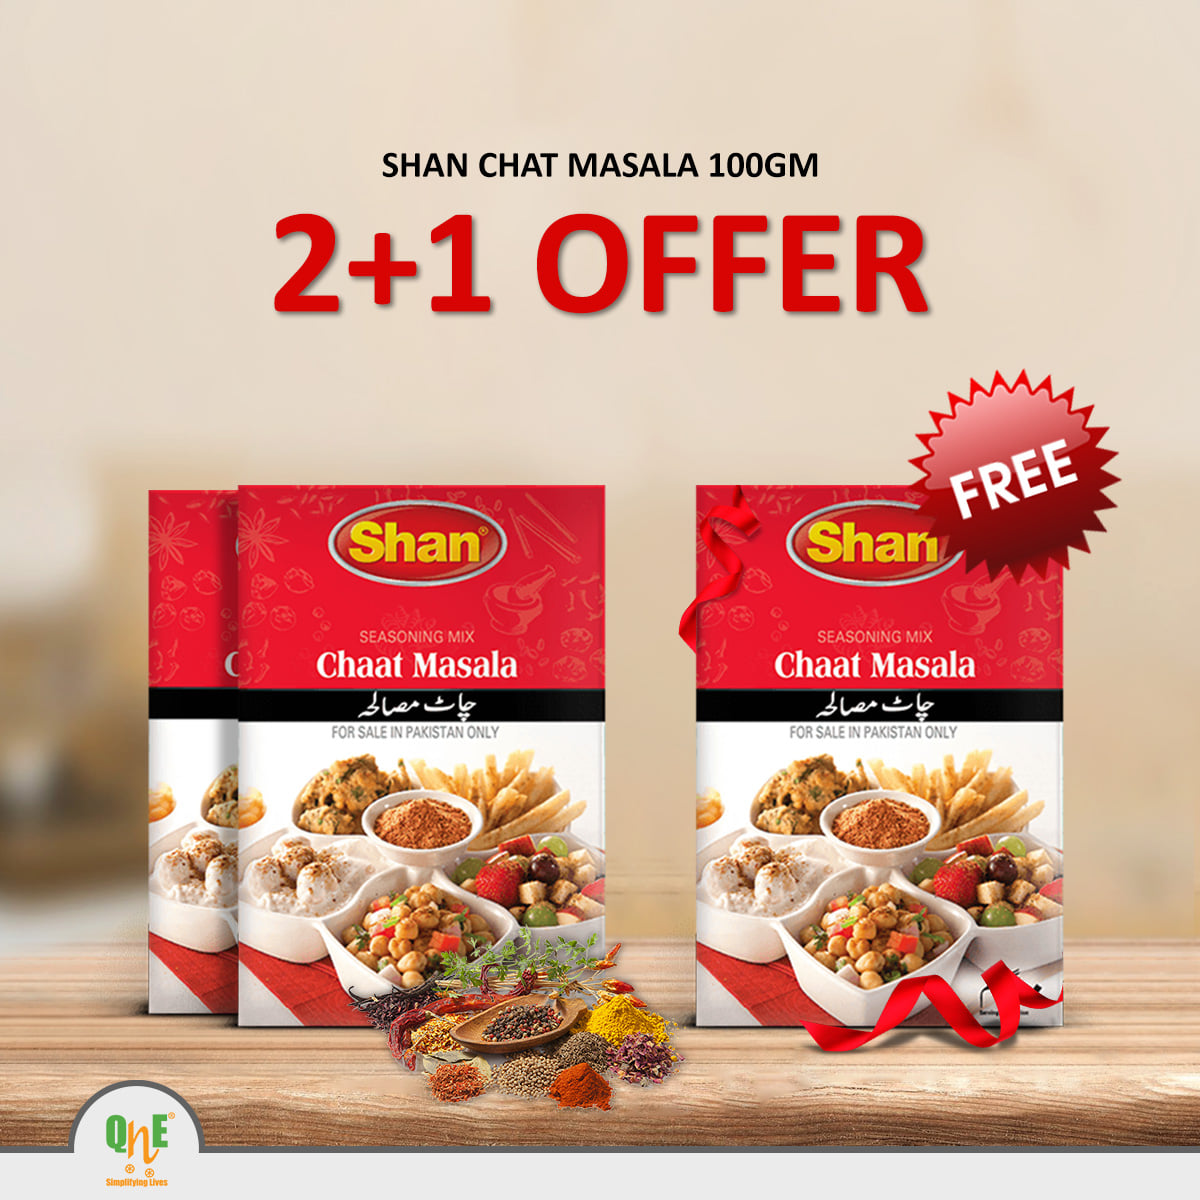 SHAN CHAT MASALA 100GM
2+1 OFFER
FREE
Shan®
SEASONING MIX
Chaat Masala
چاٹ مصالحہ
FOR SALE IN PAKISTAN ONLY
C
Shan
SEASONING MIX
Chaat Masala
چاٹ مصالحہ
FOR SALE IN PAKISTAN ONLY
QnE®
Simplifying Lives